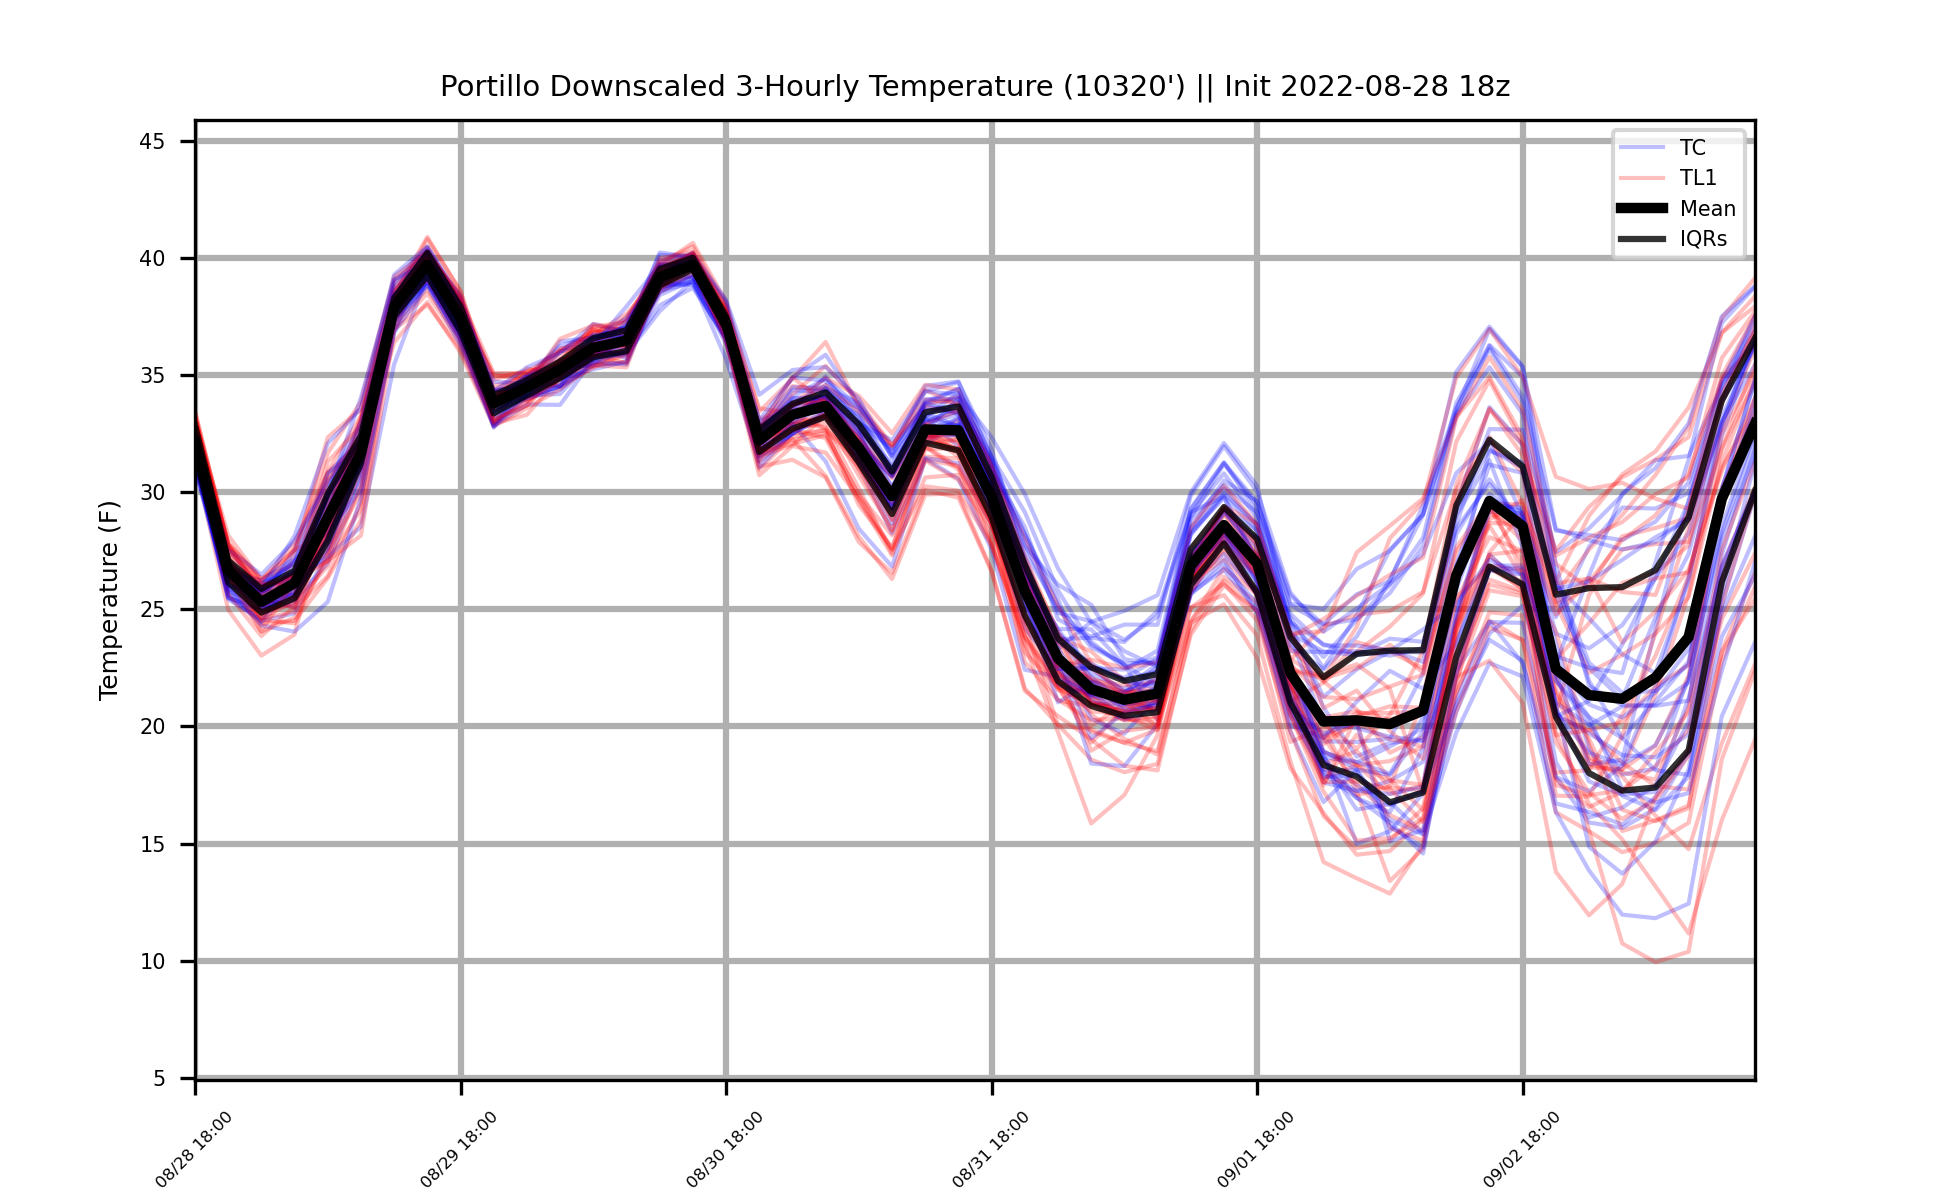 Portillo Downscaled 3-Hourly Temperature (10320') || Init 2022-08-28 18z
TC
TL1
Mean
IQRs
Temperature (F)
45
40
35
30
25
20
15
10
5
08/28 18:00
08/29 18:00
08/30 18:00
08/31 18:00
09/01 18:00
09/02 18:00